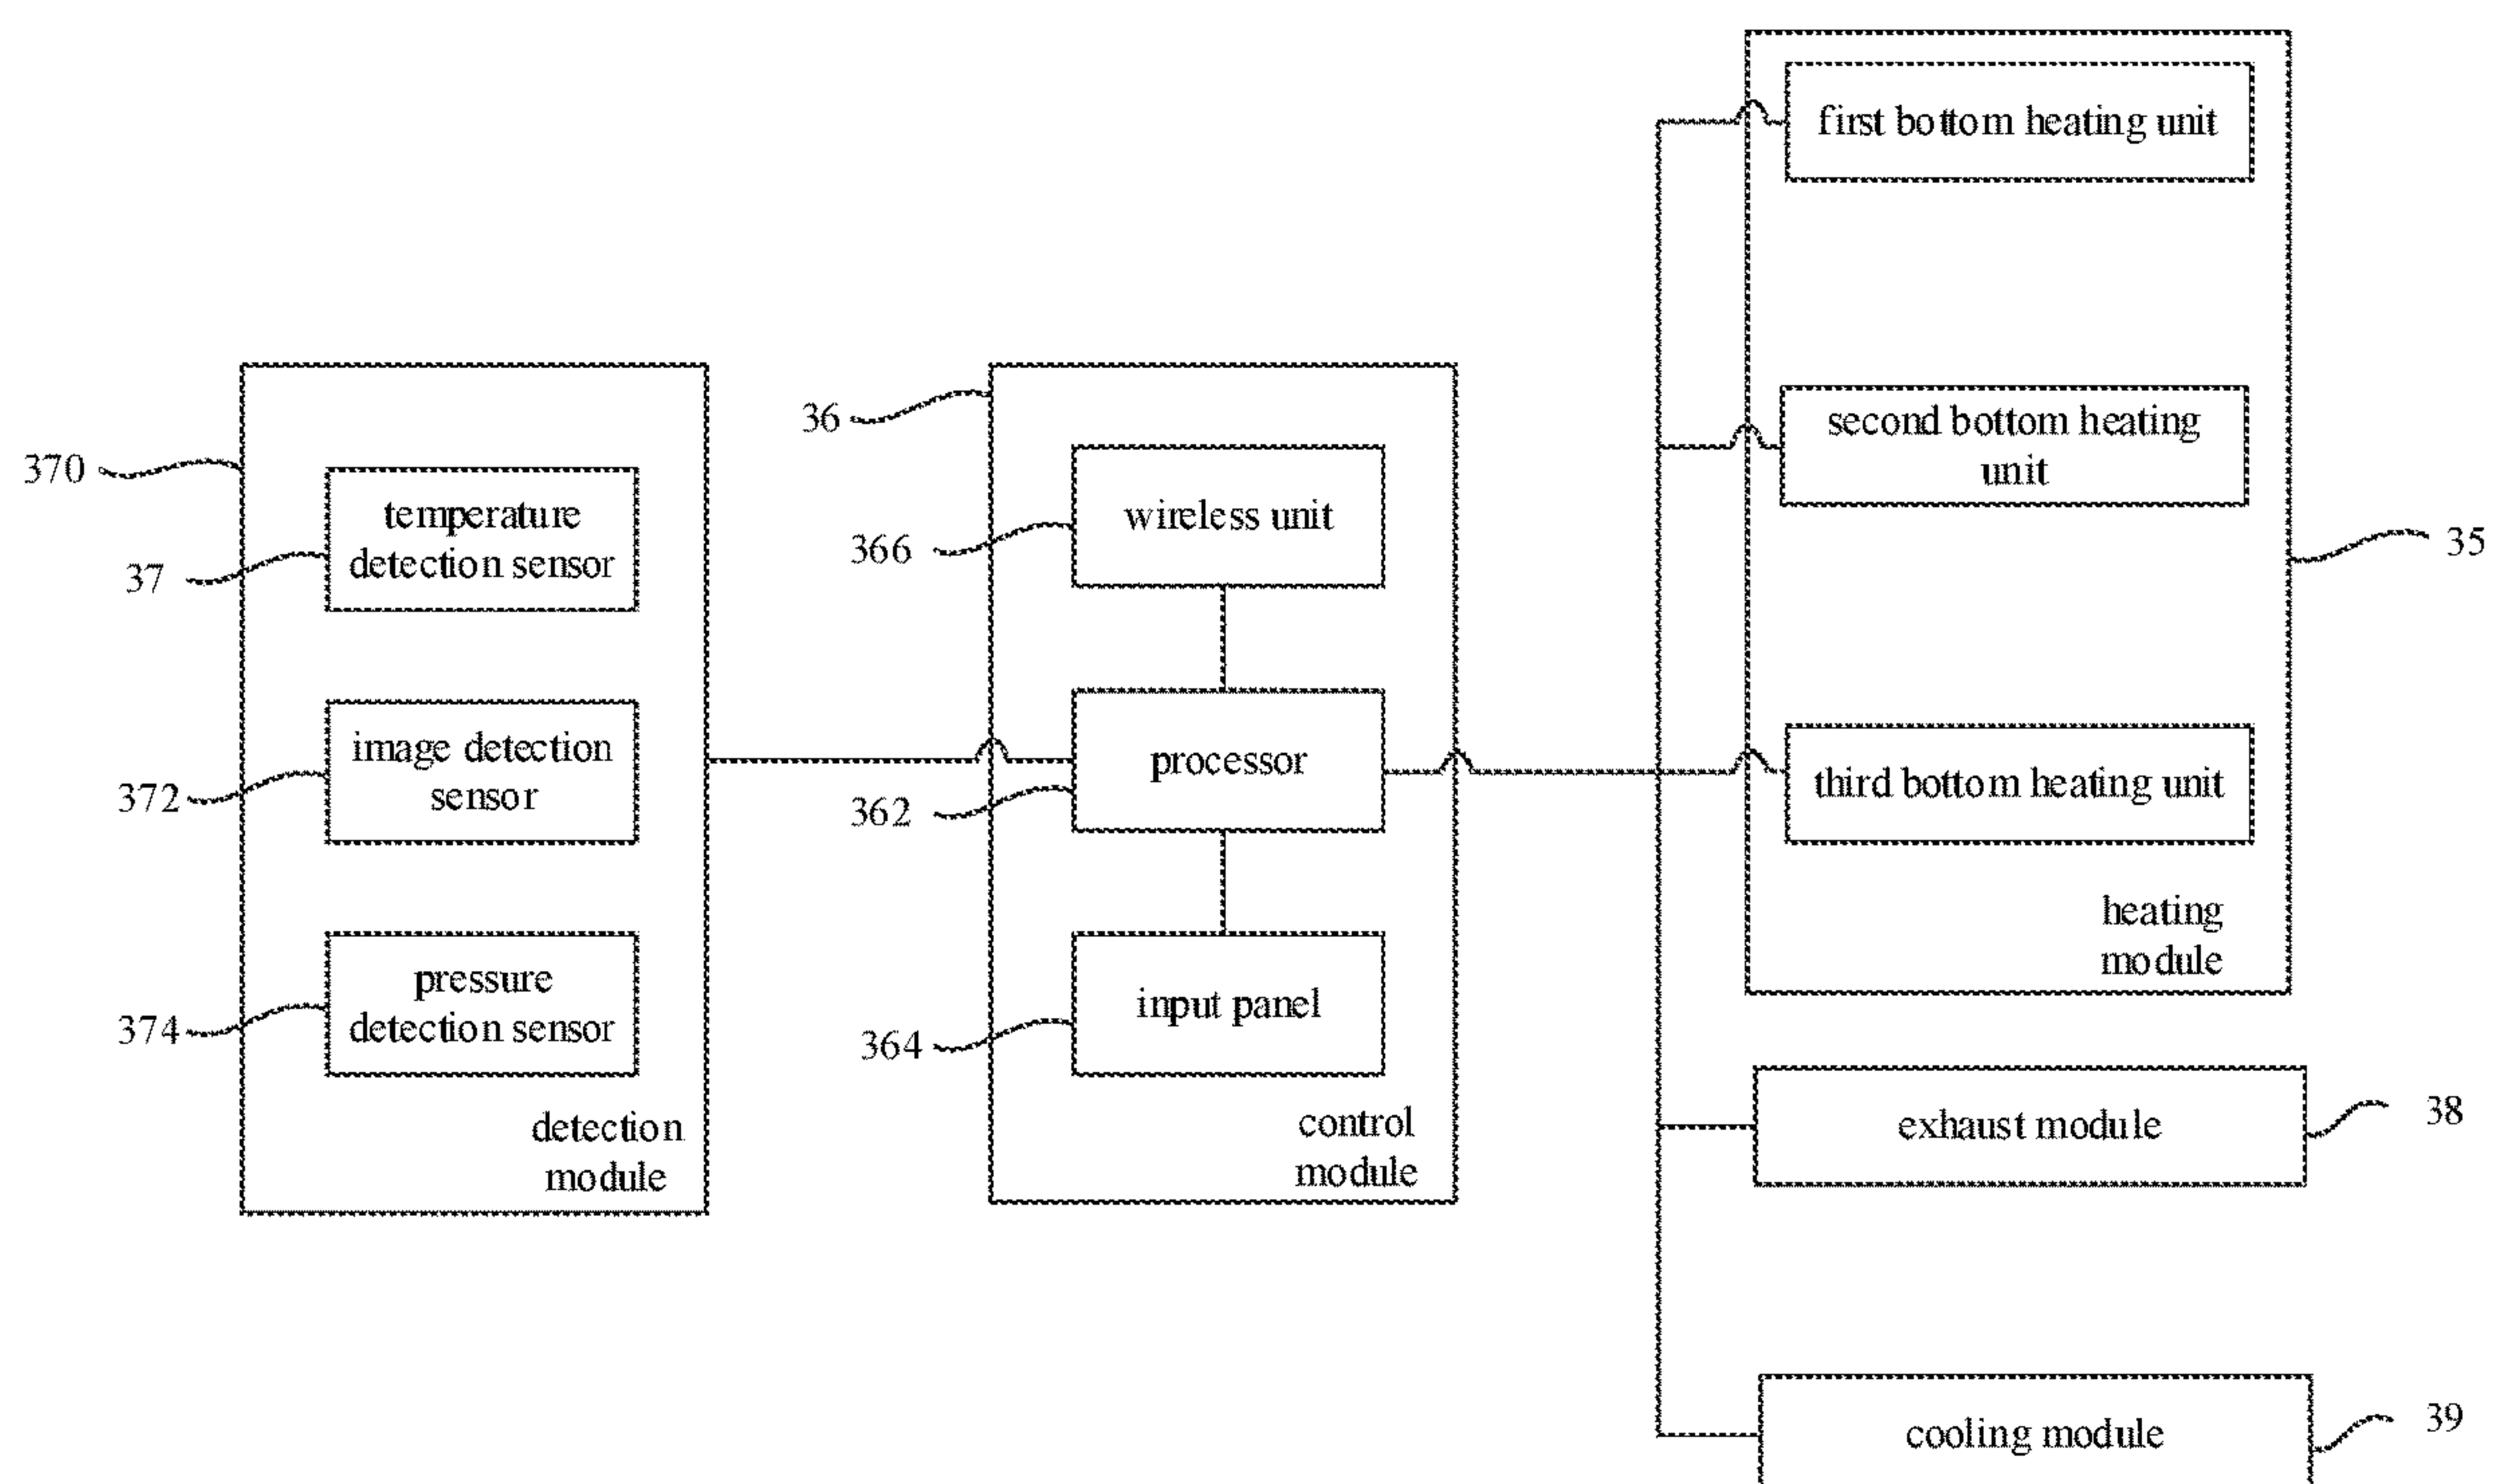 370
37
temperature
detection sensor
372
image detection
sensor
374
pressure
detection sensor
detection
module
36
366
wireless unit
362
processor
364
input panel
control
module
first bottom heating unit
second bottom heating
unit
third bottom heating unit
heating
module
35
exhaust module
38
cooling module
39